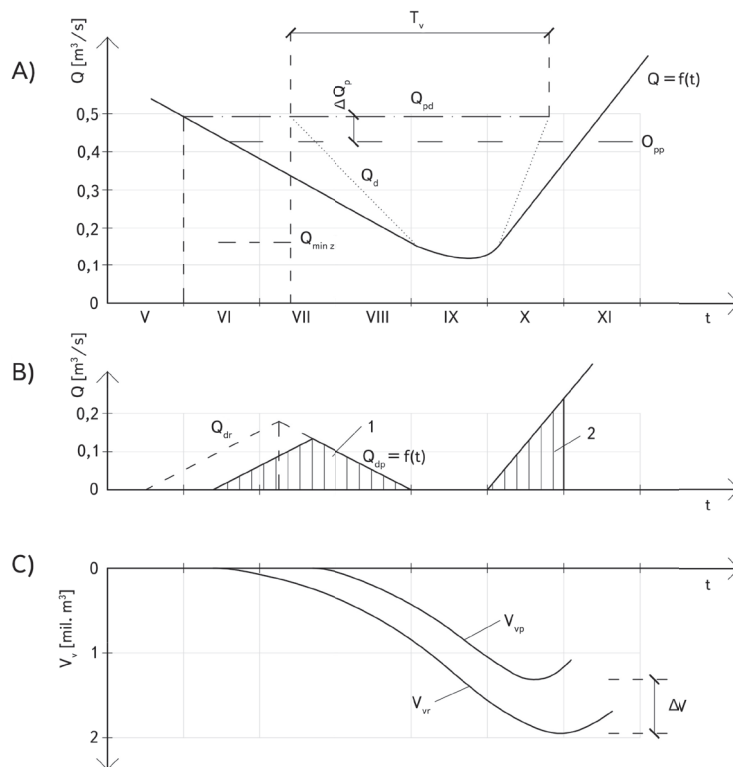 A)
Q [m³/s]
T_v
Q = f(t)
ΔQ_p
Q_pd
0,5
0,4
O_pp
Q_d
0,3
0,2
Q_min z
0,1
0
V VI VII VIII IX X XI t
B)
Q [m³/s]
0,2
Q_dr
1
2
0,1
Q_dp = f(t)
0
t
C)
0
t
V_v [mil. m³]
V_vp
1
V_vr
ΔV
2